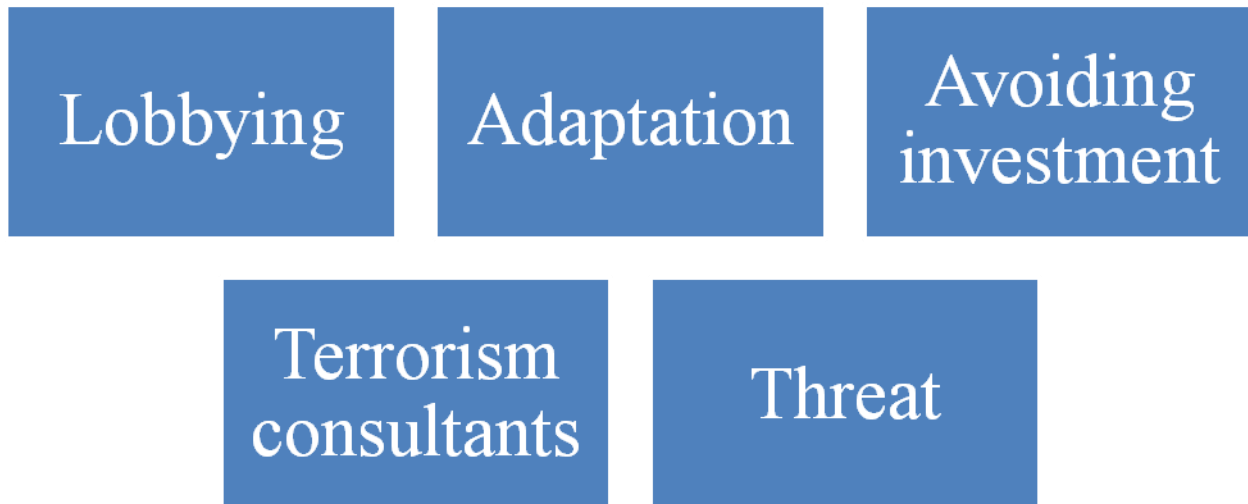 Lobbying
Adaptation
Avoiding
investment
Terrorism
consultants
Threat